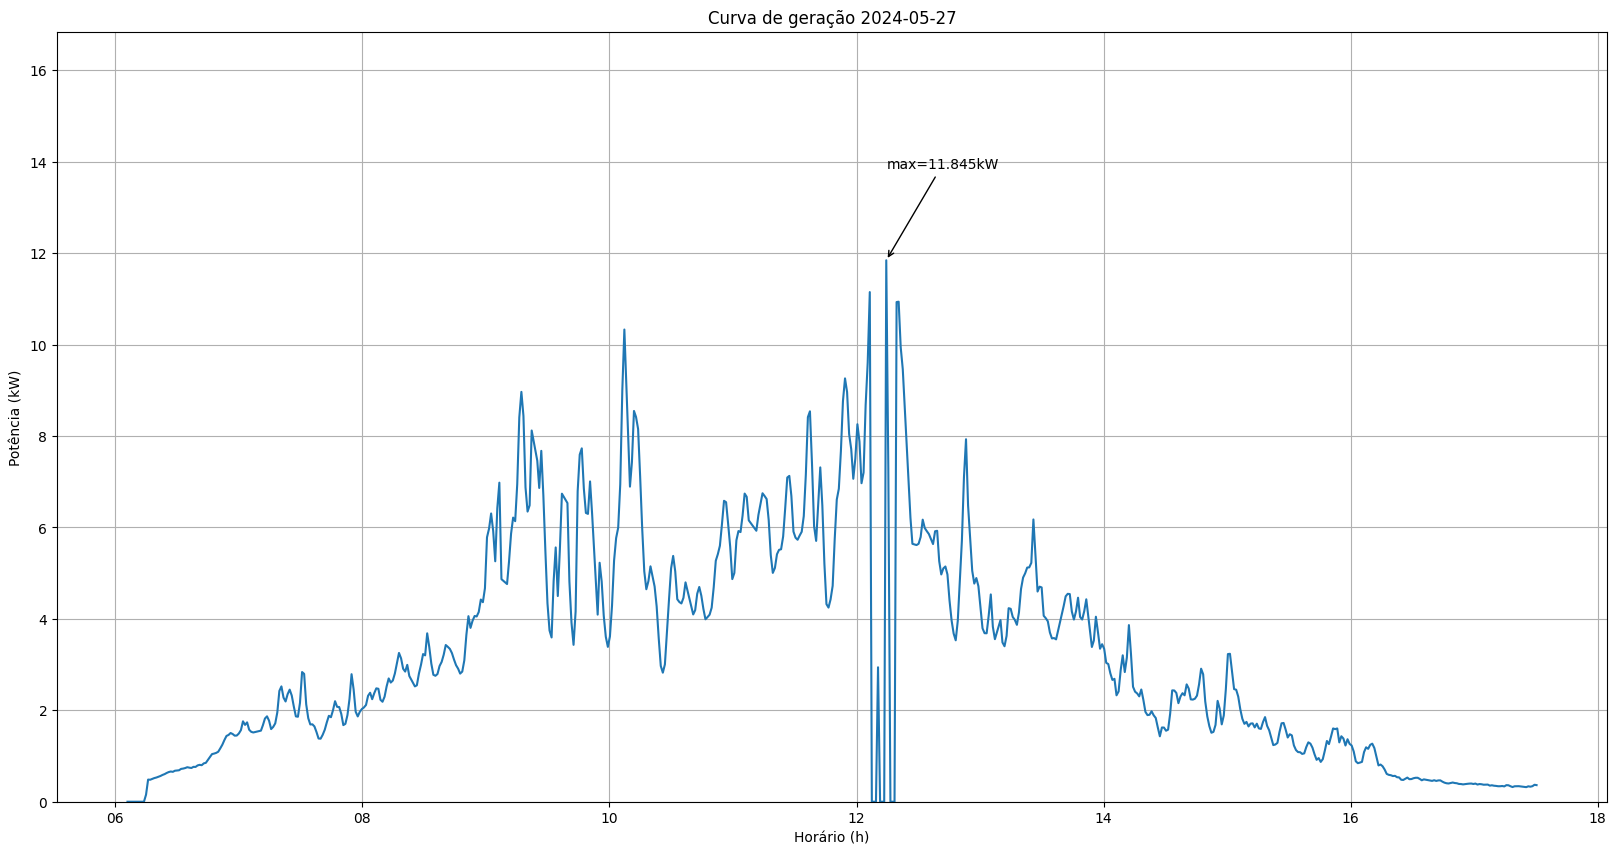 Curva de geração 2024-05-27
16
14
12
10
8
6
4
2
0
max=11.845kW
Potência (kW)
06 08 10 12 14 16 18
Horário (h)